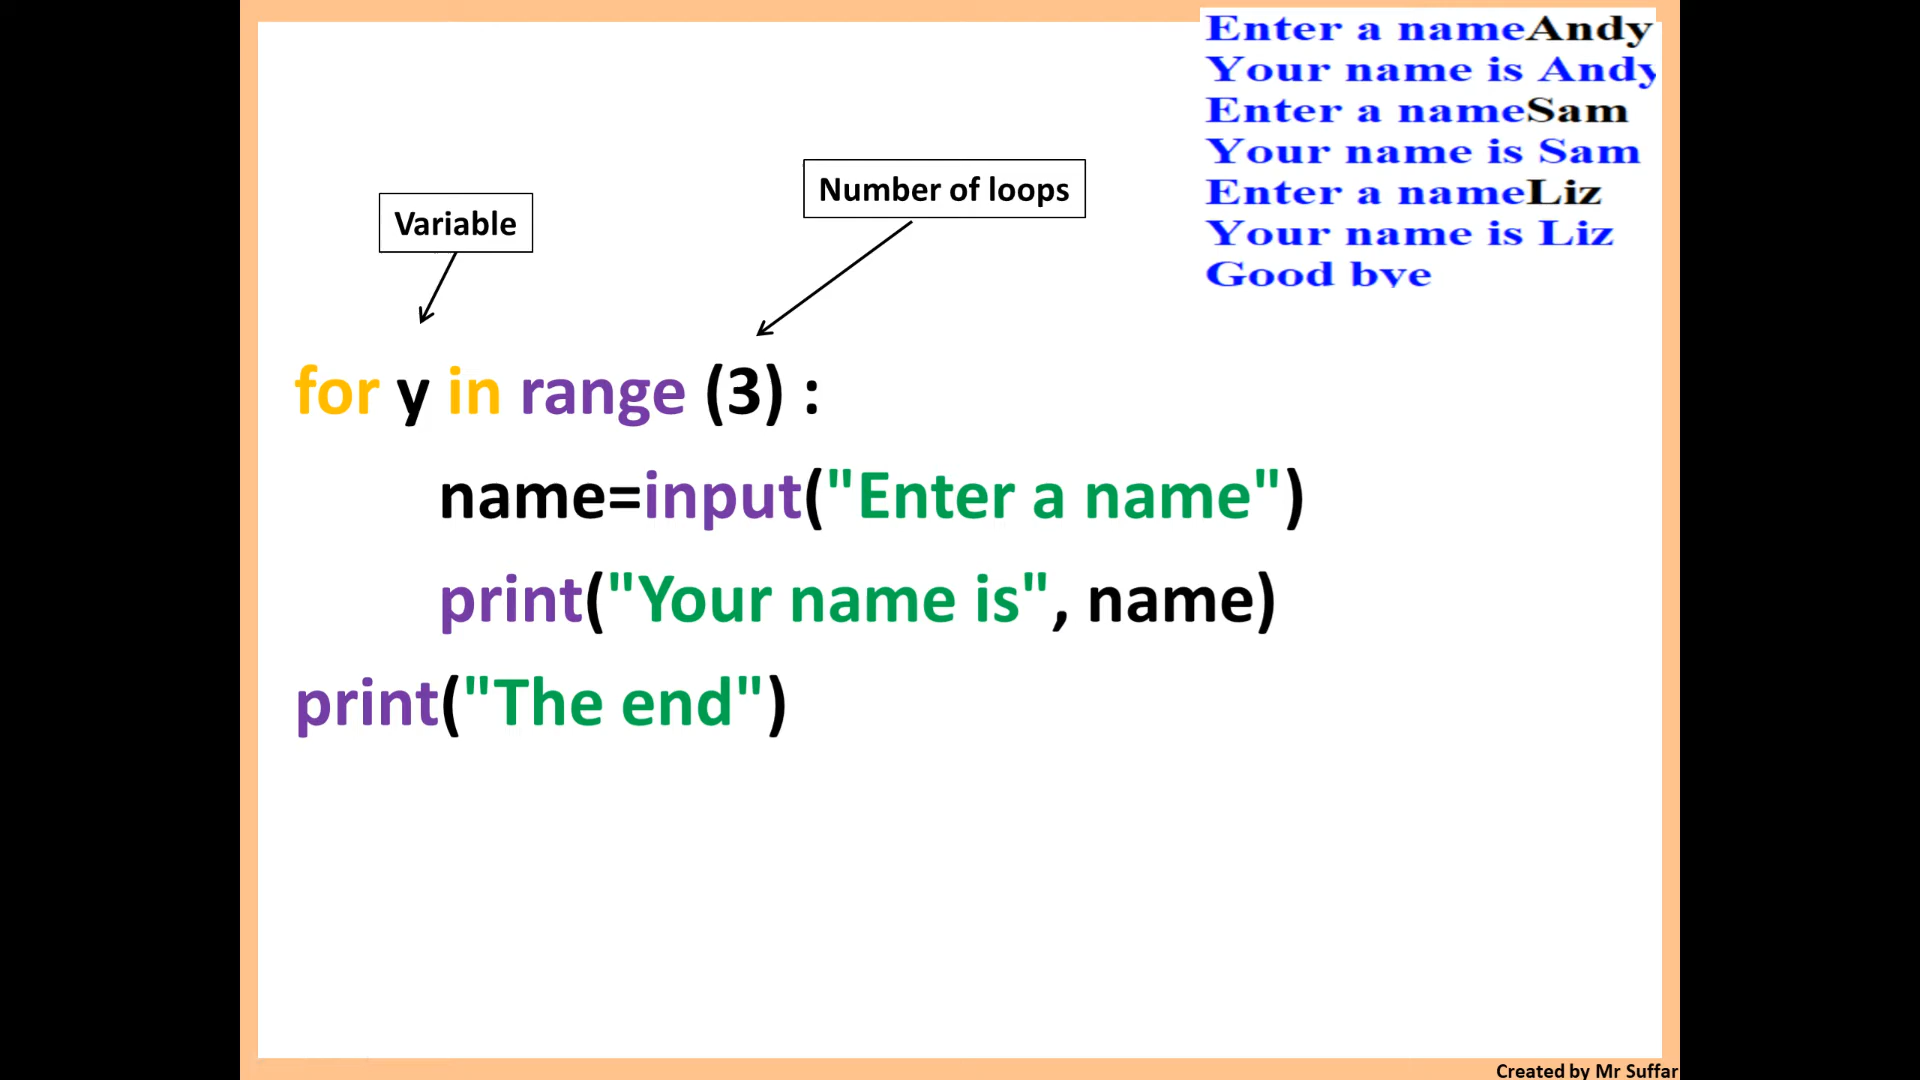 Enter a nameAndy
Your name is Andy
Enter a nameSam
Your name is Sam
Enter a nameLiz
Your name is Liz
Good bye
Number of loops
Variable
for y in range (3) :
name=input("Enter a name")
print("Your name is", name)
print("The end")
Created by Mr Suffar